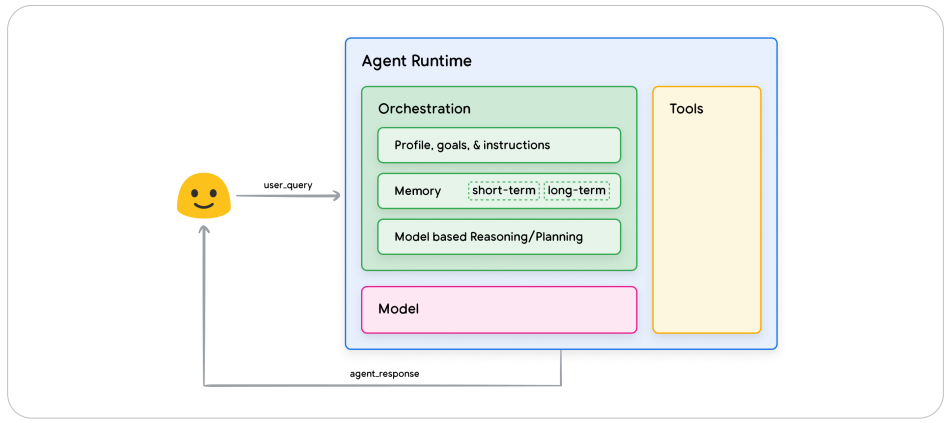 Agent Runtime
Orchestration
Tools
Profile, goals, & instructions
user_query
Memory short-term long-term
Model based Reasoning/Planning
Model
agent_response